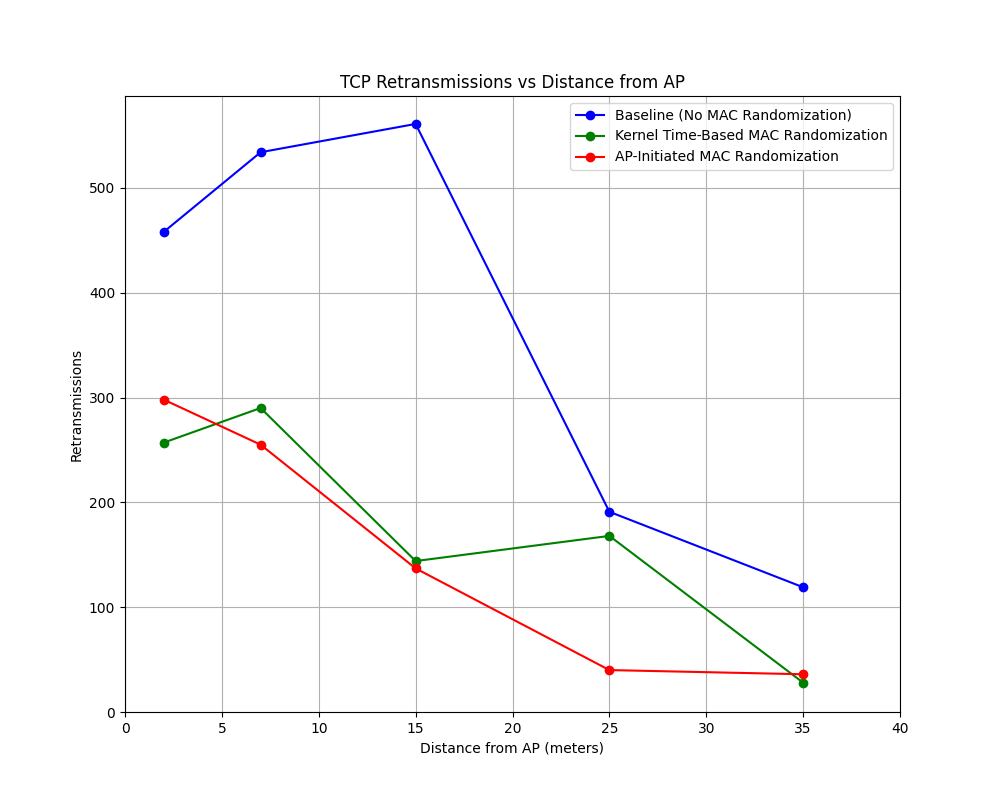 TCP Retransmissions vs Distance from AP
Baseline (No MAC Randomization)
Kernel Time-Based MAC Randomization
AP-Initiated MAC Randomization
Retransmissions
500
400
300
200
100
0
0 5 10 15 20 25 30 35 40
Distance from AP (meters)